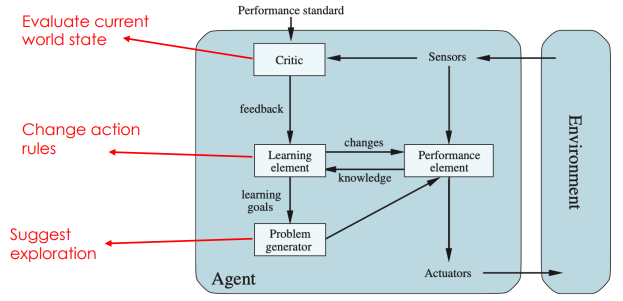 Performance standard
Evaluate current
world state
Critic
Sensors
feedback
Change action
rules
changes
Learning
element
Performance
element
knowledge
learning
goals
Suggest
exploration
Problem
generator
Agent
Actuators
Environment